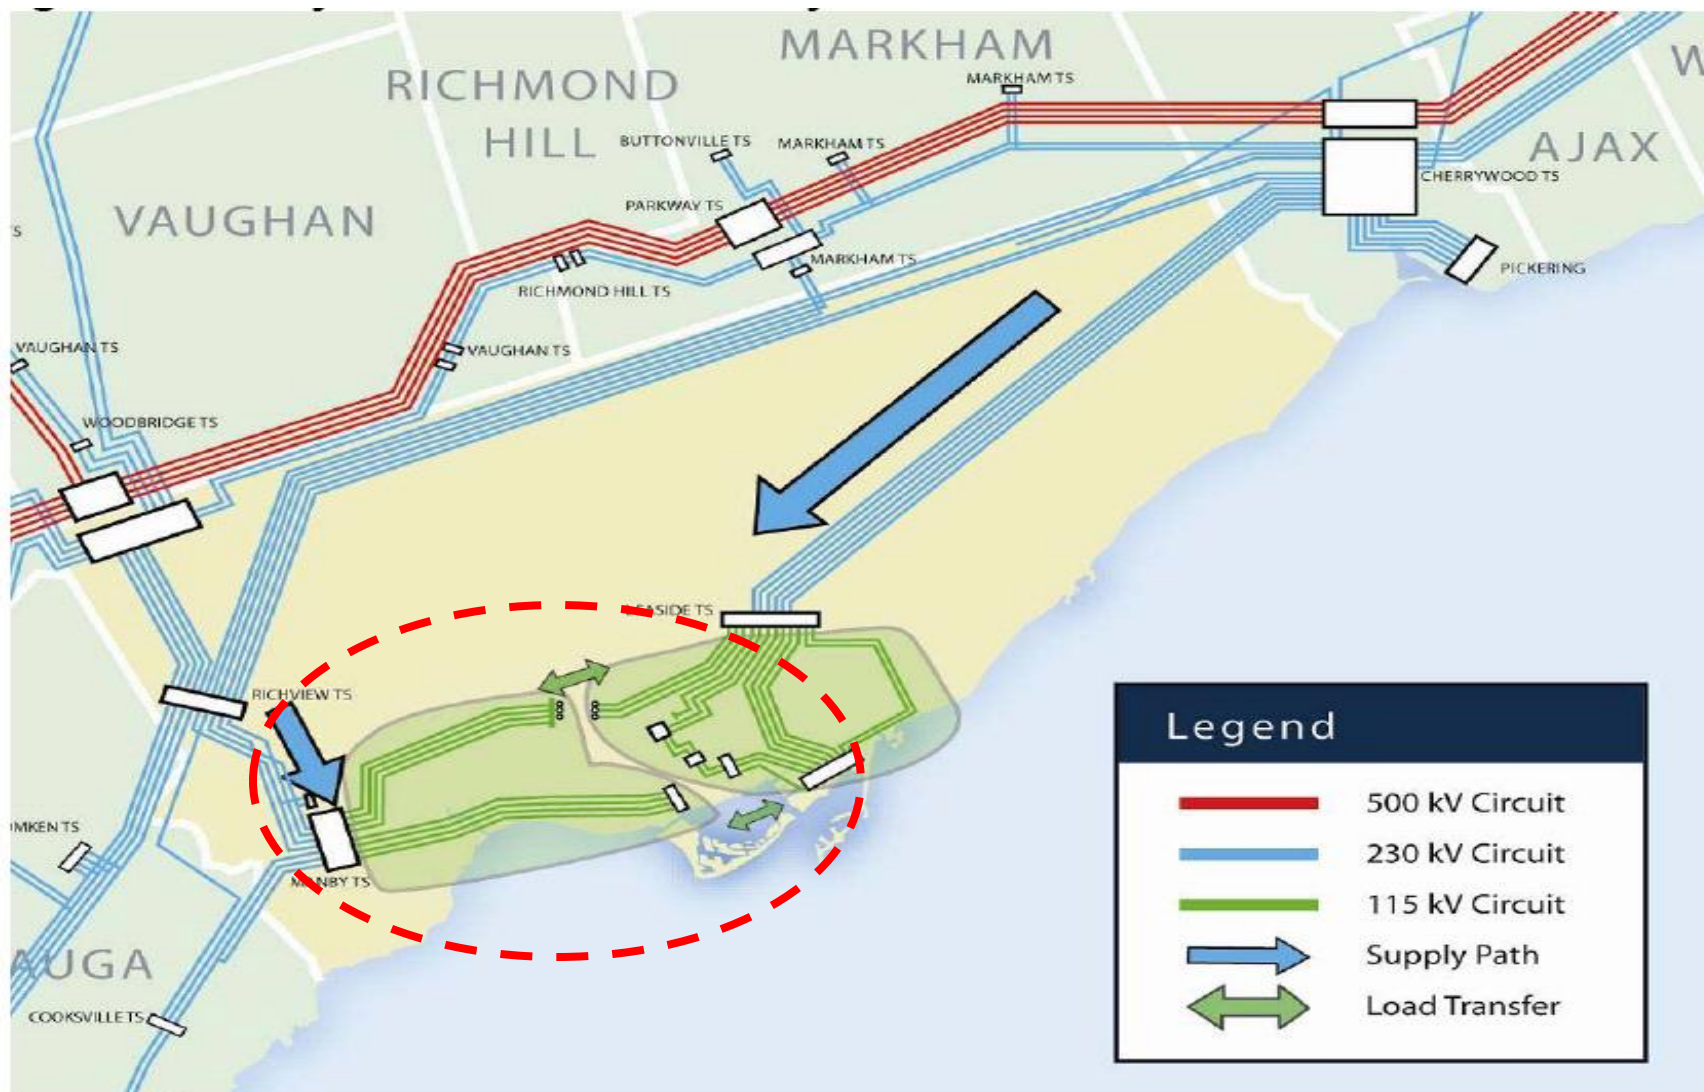 MARKHAM
MARKHAM TS
RICHMOND
HILL
BUTTONVILLE TS
MARKHAM TS
AJAX
CHERRYWOOD TS
PARKWAY TS
VAUGHAN
MARKHAM TS
PICKERING
RICHMOND HILL TS
VAUGHAN TS
VAUGHAN TS
WOODBRIDGE TS
RICHVIEW TS
MANBY TS
COOKSVILLE TS
Legend
500 kV Circuit
230 kV Circuit
115 kV Circuit
Supply Path
Load Transfer